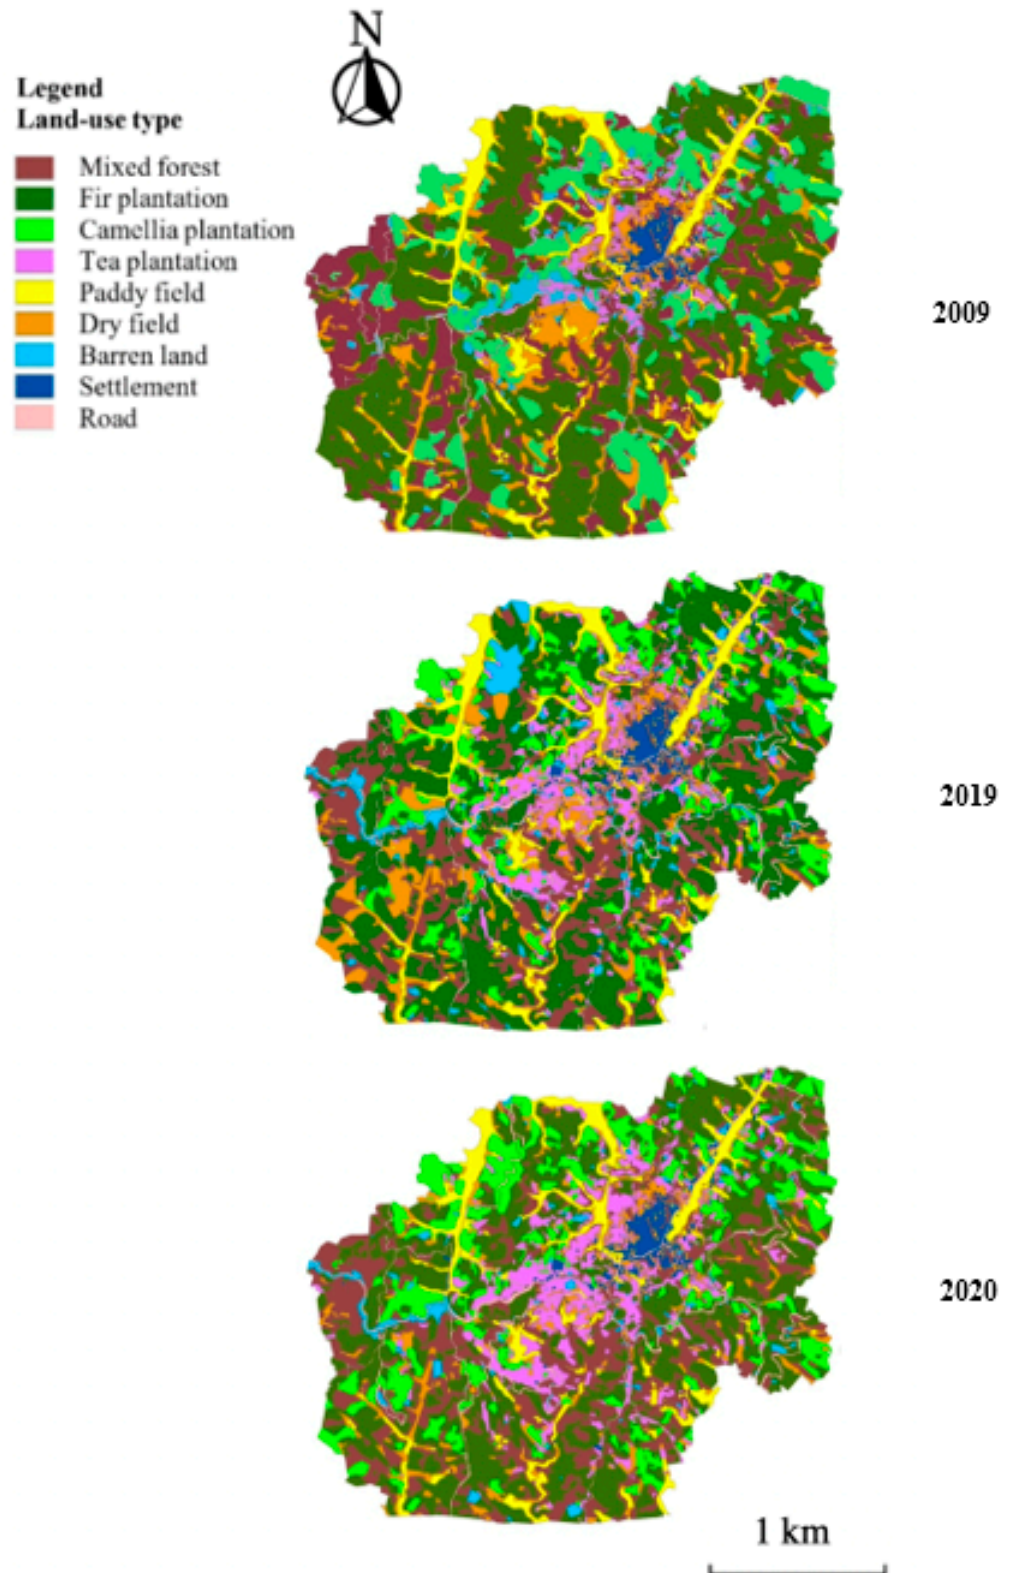 N
Legend
Land-use type
Mixed forest
Fir plantation
Camellia plantation
Tea plantation
Paddy field
Dry field
Barren land
Settlement
Road
2009
2019
2020
1 km